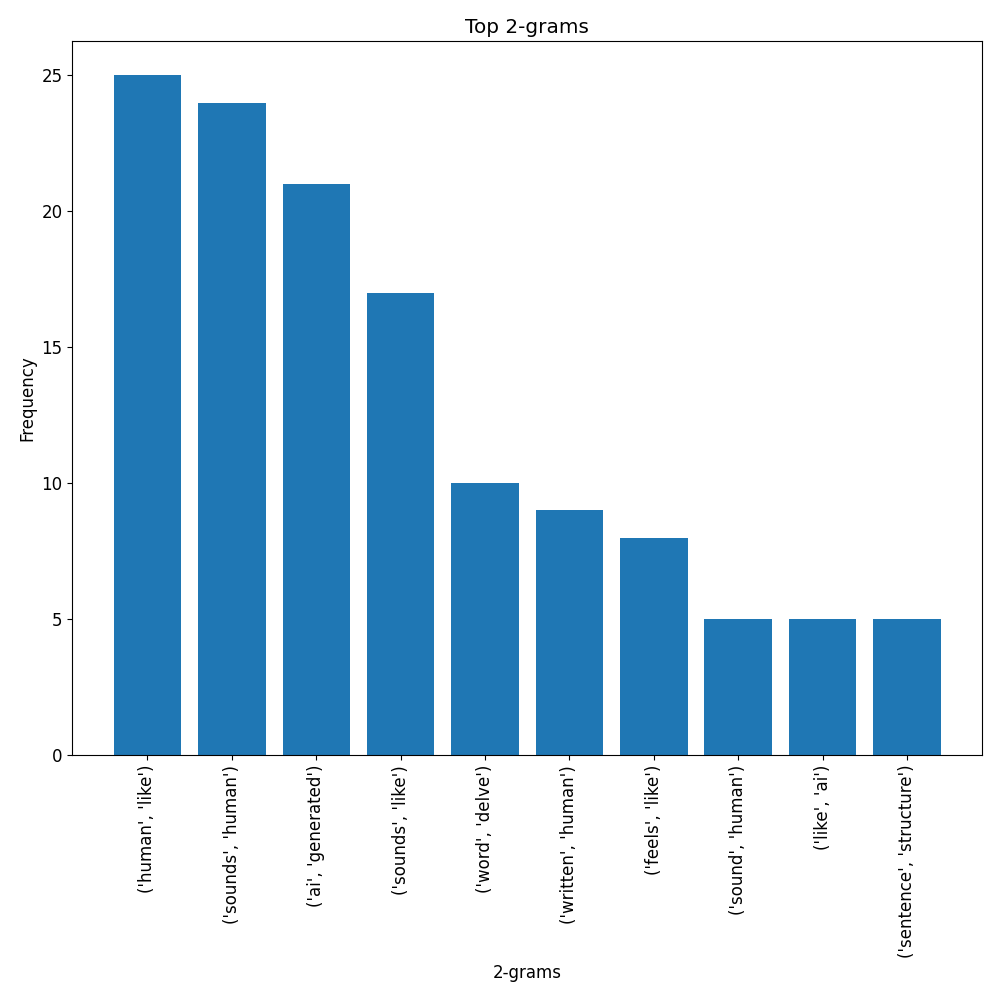 Top 2-grams
Frequency
25
20
15
10
5
0
('human', 'like')
('sounds', 'human')
('ai', 'generated')
('sounds', 'like')
('word', 'delve')
('written', 'human')
('feels', 'like')
('sound', 'human')
('like', 'ai')
('sentence', 'structure')
2-grams